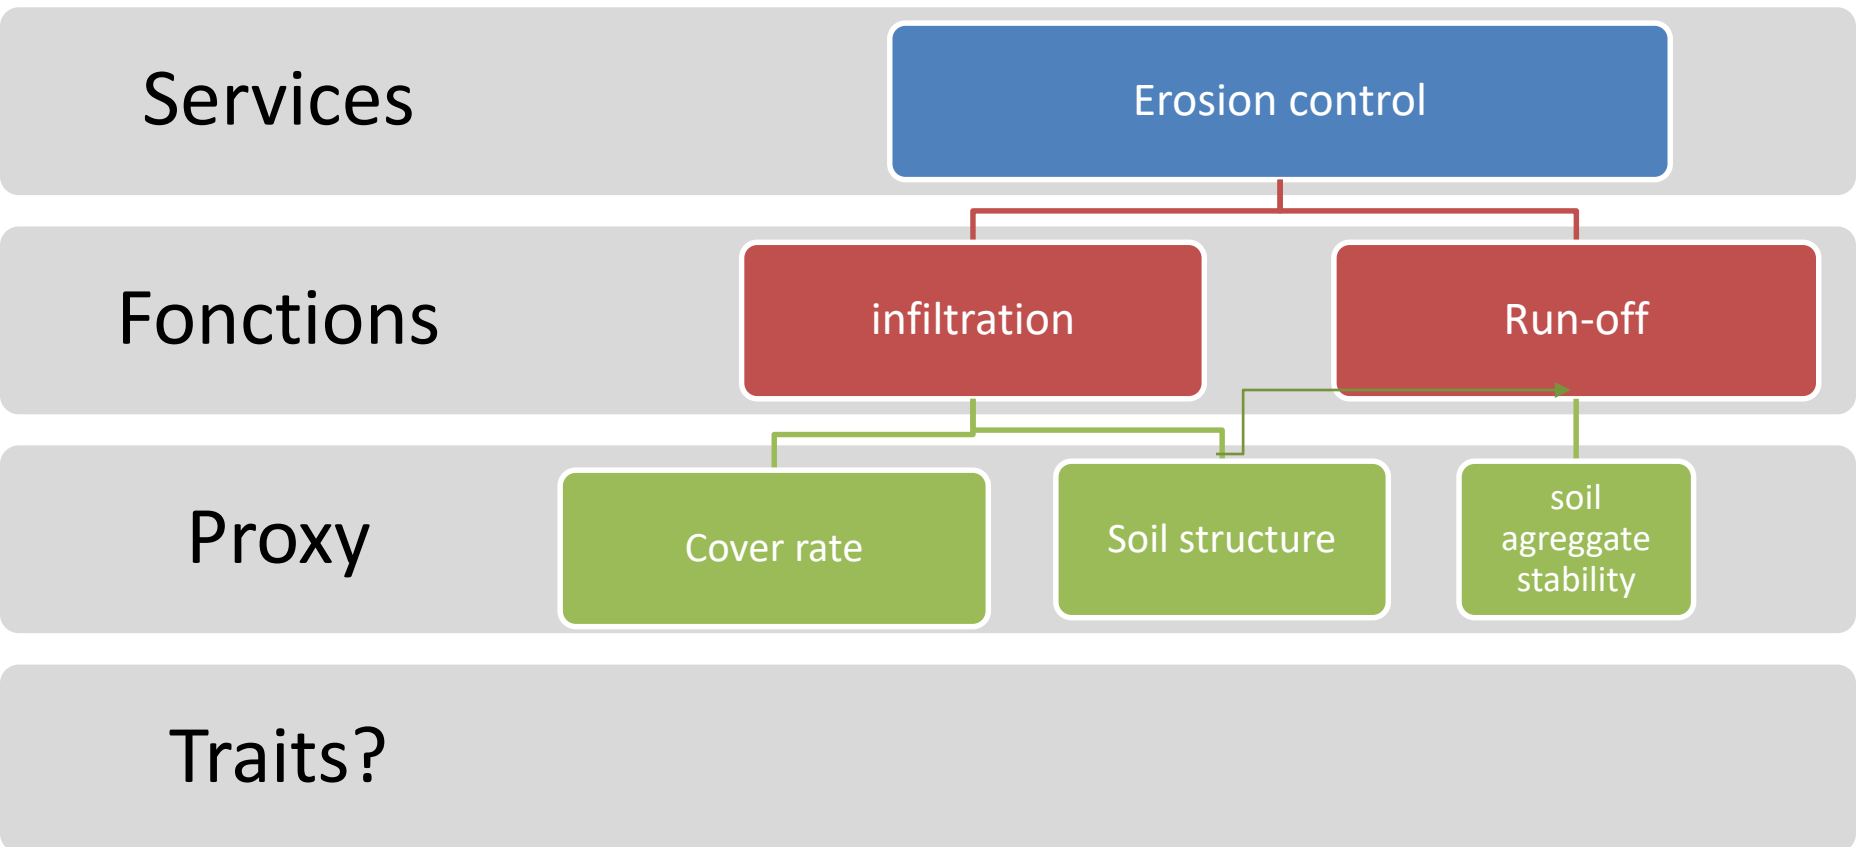 Services
Erosion control
Fonctions
infiltration
Run-off
Proxy
Cover rate
Soil structure
soil
agreggate
stability
Traits?